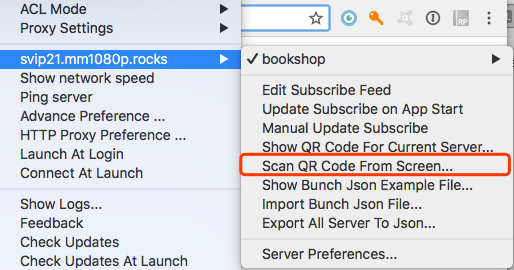 ACL Mode
Proxy Settings
svip21.mm1080p.rocks
Show network speed
Ping server
Advance Preference ...
HTTP Proxy Preference ...
Launch At Login
Connect At Launch
Show Logs...
Feedback
Check Updates
Check Updates At Launch
RP
bookshop
Edit Subscribe Feed
Update Subscribe on App Start
Manual Update Subscribe
Show QR Code For Current Server...
Scan QR Code From Screen...
Show Bunch Json Example File...
Import Bunch Json File...
Export All Server To Json...
Server Preferences...